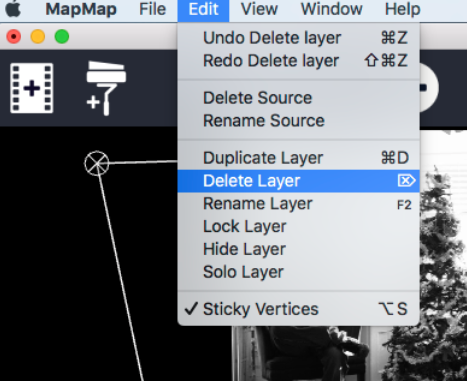 MapMap File Edit View Window Help
Undo Delete layer ⌘Z
Redo Delete layer ⇧⌘Z
Delete Source
Rename Source
Duplicate Layer ⌘D
Delete Layer ⌦
Rename Layer F2
Lock Layer
Hide Layer
Solo Layer
✓ Sticky Vertices ⌥S